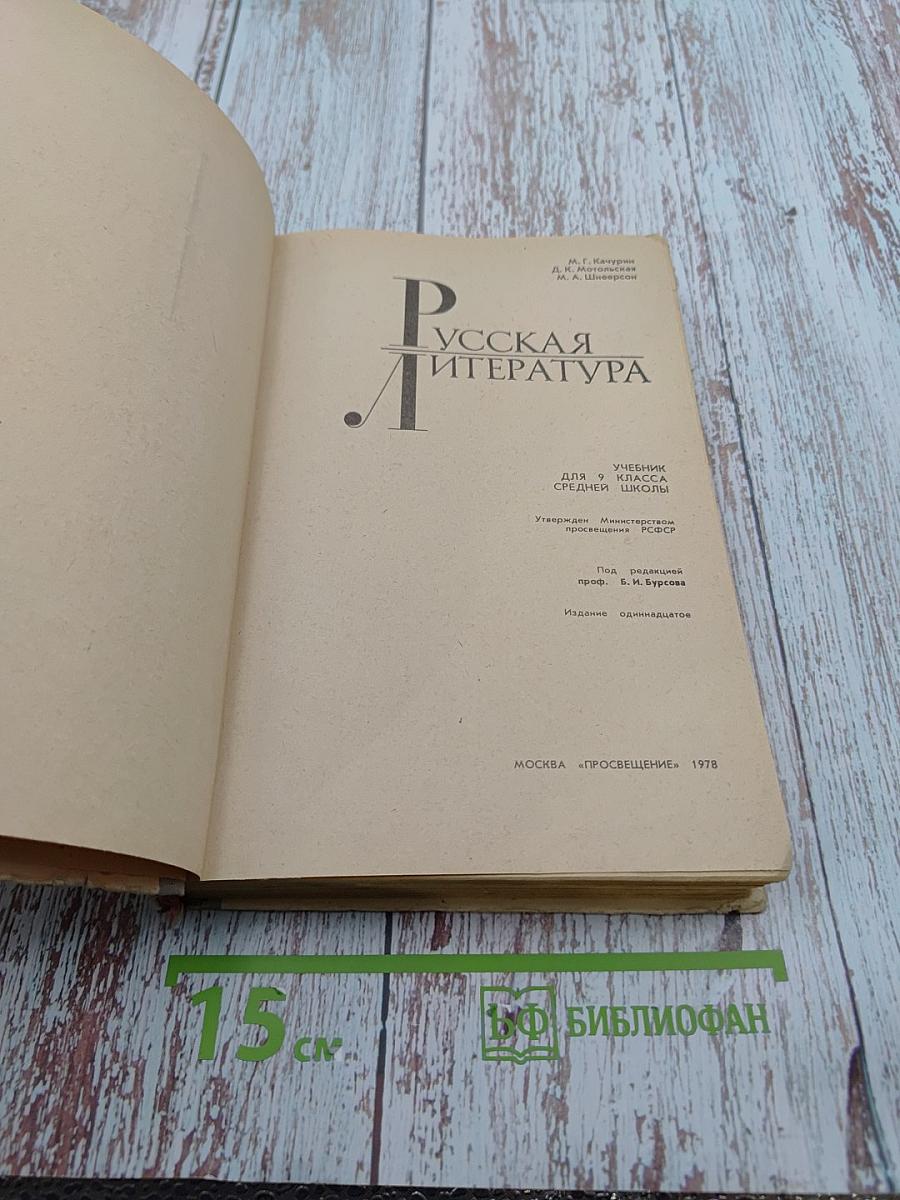 М. Г. Качурин
Д. К. Мотольская
М. А. Шнеерсон
РУССКАЯ
ЛИТЕРАТУРА
УЧЕБНИК
ДЛЯ 9 КЛАССА
СРЕДНЕЙ ШКОЛЫ
Утвержден Министерством
просвещения РСФСР
Под редакцией
проф. Б. И. Бурсова
Издание одиннадцатое
МОСКВА «ПРОСВЕЩЕНИЕ» 1978
15 см
БФ БИБЛИОФАН